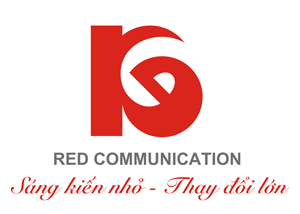 RED COMMUNICATION
Sáng kiến nhỏ - Thay đổi lớn